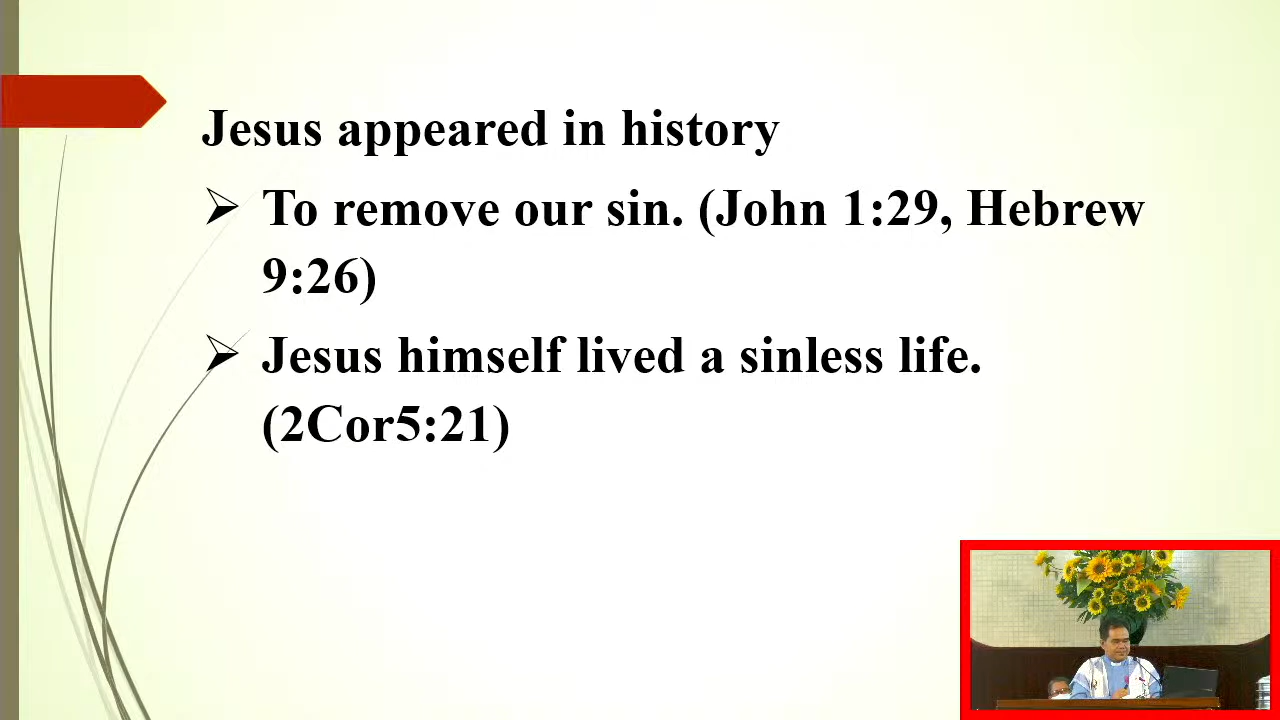 Jesus appeared in history
➢ To remove our sin. (John 1:29, Hebrew
9:26)
➢ Jesus himself lived a sinless life.
(2Cor5:21)